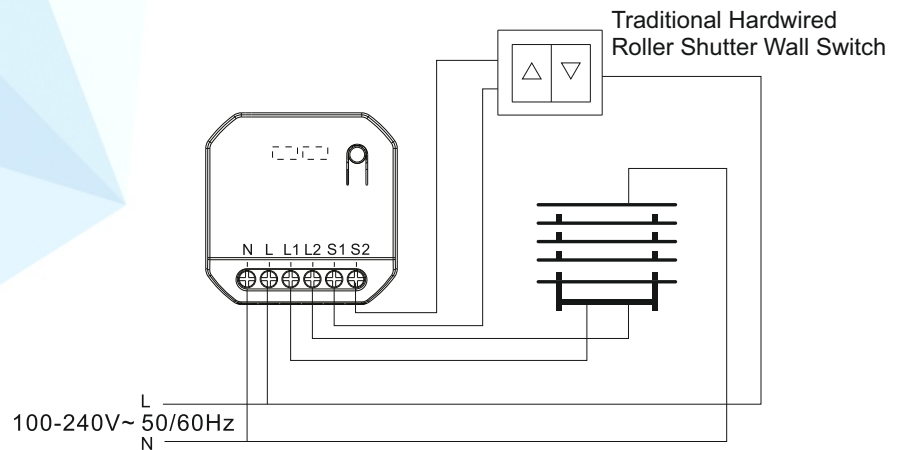 Traditional Hardwired
Roller Shutter Wall Switch
N L L1 L2 S1 S2
L
100-240V~ 50/60Hz
N